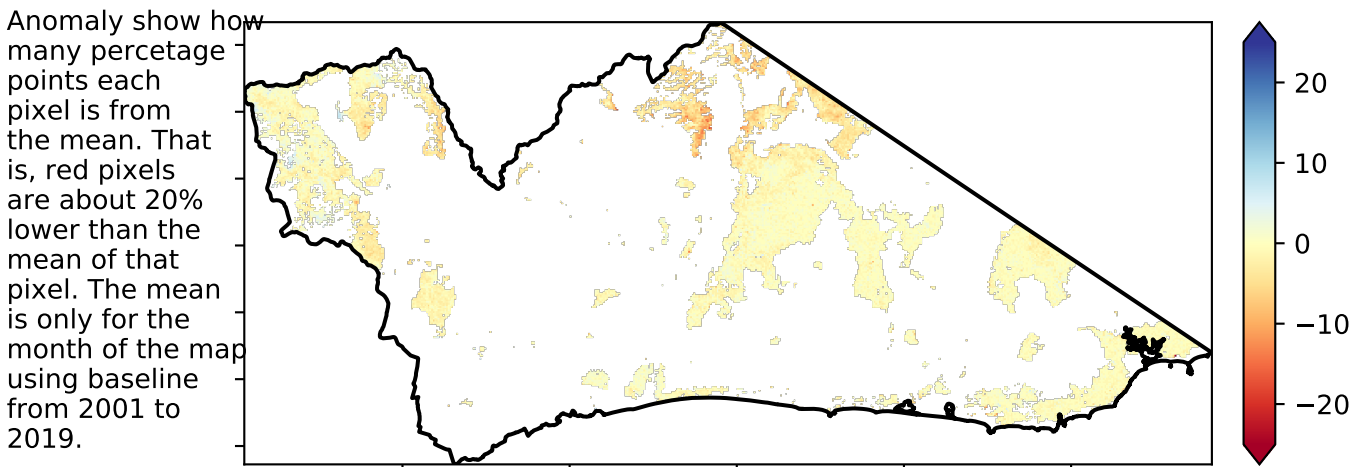 Anomaly show how
many percetage
points each
pixel is from
the mean. That
is, red pixels
are about 20%
lower than the
mean of that
pixel. The mean
is only for the
month of the map
using baseline
from 2001 to
2019.
20
10
0
−10
−20